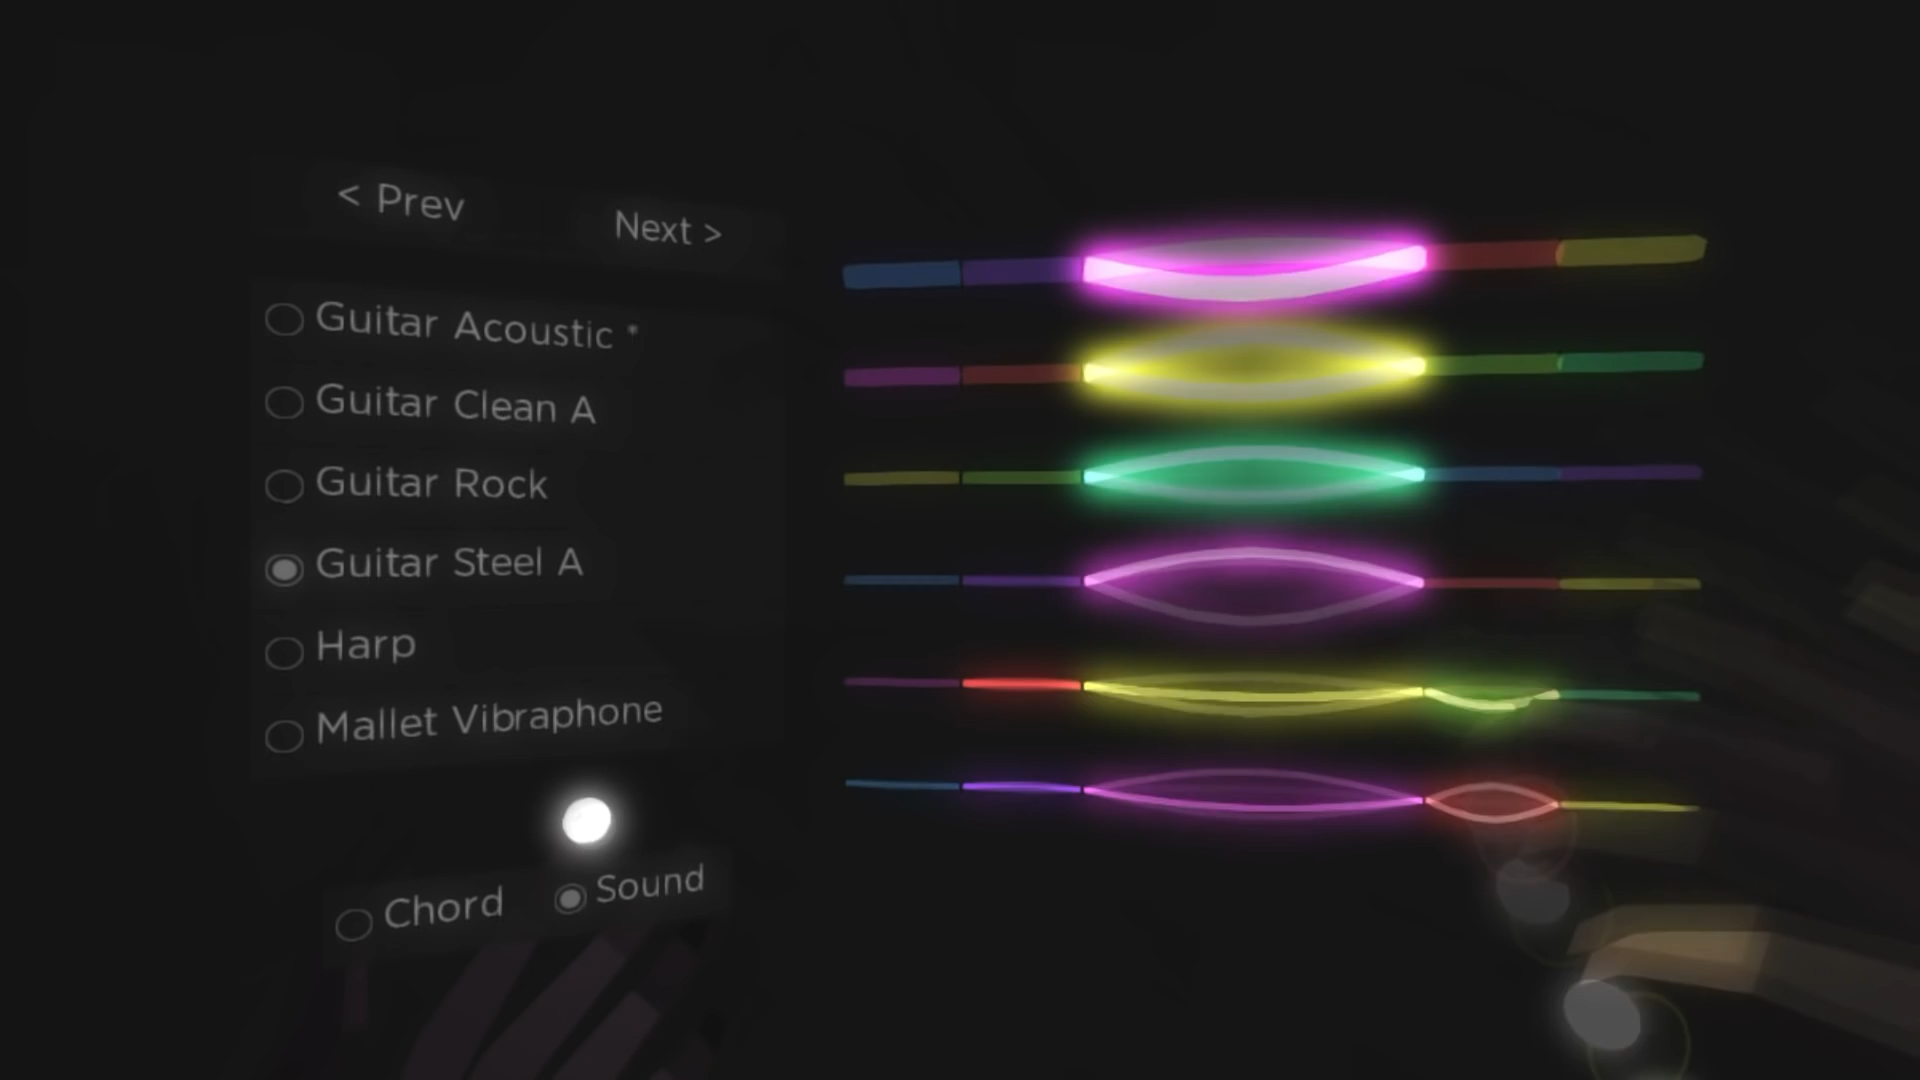 < Prev
Next >
Guitar Acoustic *
Guitar Clean A
Guitar Rock
Guitar Steel A
Harp
Mallet Vibraphone
Chord
Sound